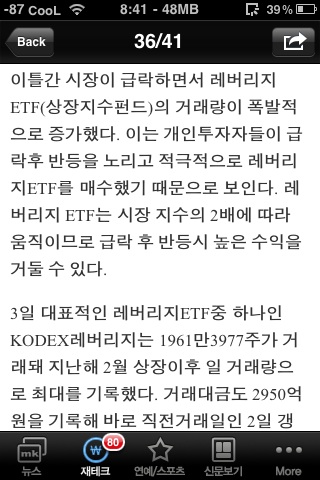 -87 CooL 8:41 - 48MB 39%
Back 36/41
이틀간 시장이 급락하면서 레버리지
ETF(상장지수펀드)의 거래량이 폭발적
으로 증가했다. 이는 개인투자자들이 급
락후 반등을 노리고 적극적으로 레버리
지ETF를 매수했기 때문으로 보인다. 레
버리지 ETF는 시장 지수의 2배에 따라
움직이므로 급락 후 반등시 높은 수익을
거둘 수 있다.
3일 대표적인 레버리지ETF중 하나인
KODEX레버리지는 1961만3977주가 거
래돼 지난해 2월 상장이후 일 거래량으
로 최대를 기록했다. 거래대금도 2950억
원을 기록해 바로 직전거래일인 2일 갱
mk ₩ 80
뉴스 재테크 연예/스포츠 신문보기 More